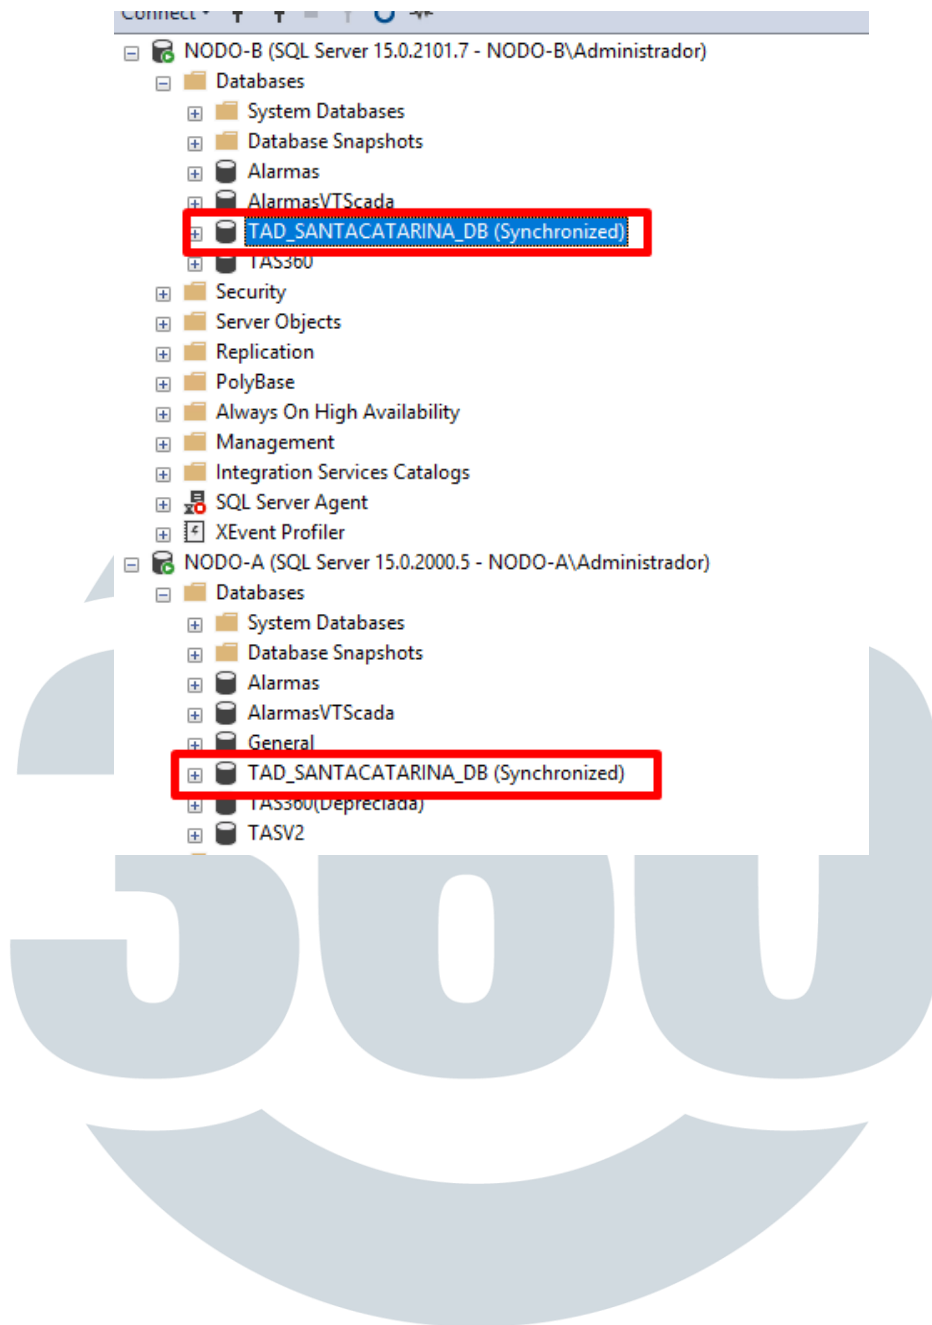 Connect
NODO-B (SQL Server 15.0.2101.7 - NODO-B\Administrador)
Databases
System Databases
Database Snapshots
Alarmas
AlarmasVTScada
TAD_SANTACATARINA_DB (Synchronized)
TAS360
Security
Server Objects
Replication
PolyBase
Always On High Availability
Management
Integration Services Catalogs
SQL Server Agent
XEvent Profiler
NODO-A (SQL Server 15.0.2000.5 - NODO-A\Administrador)
Databases
System Databases
Database Snapshots
Alarmas
AlarmasVTScada
General
TAD_SANTACATARINA_DB (Synchronized)
TAS360(Depreciada)
TASV2
360